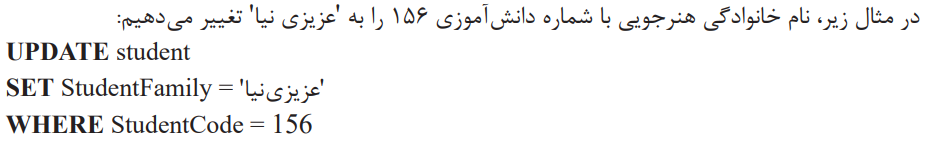 در مثال زیر، نام خانوادگی هنرجویی با شماره دانش‌آموزی ۱۵۶ را به 'عزیزی نیا' تغییر می‌دهیم:
UPDATE student
SET StudentFamily = 'عزیزی‌نیا'
WHERE StudentCode = 156